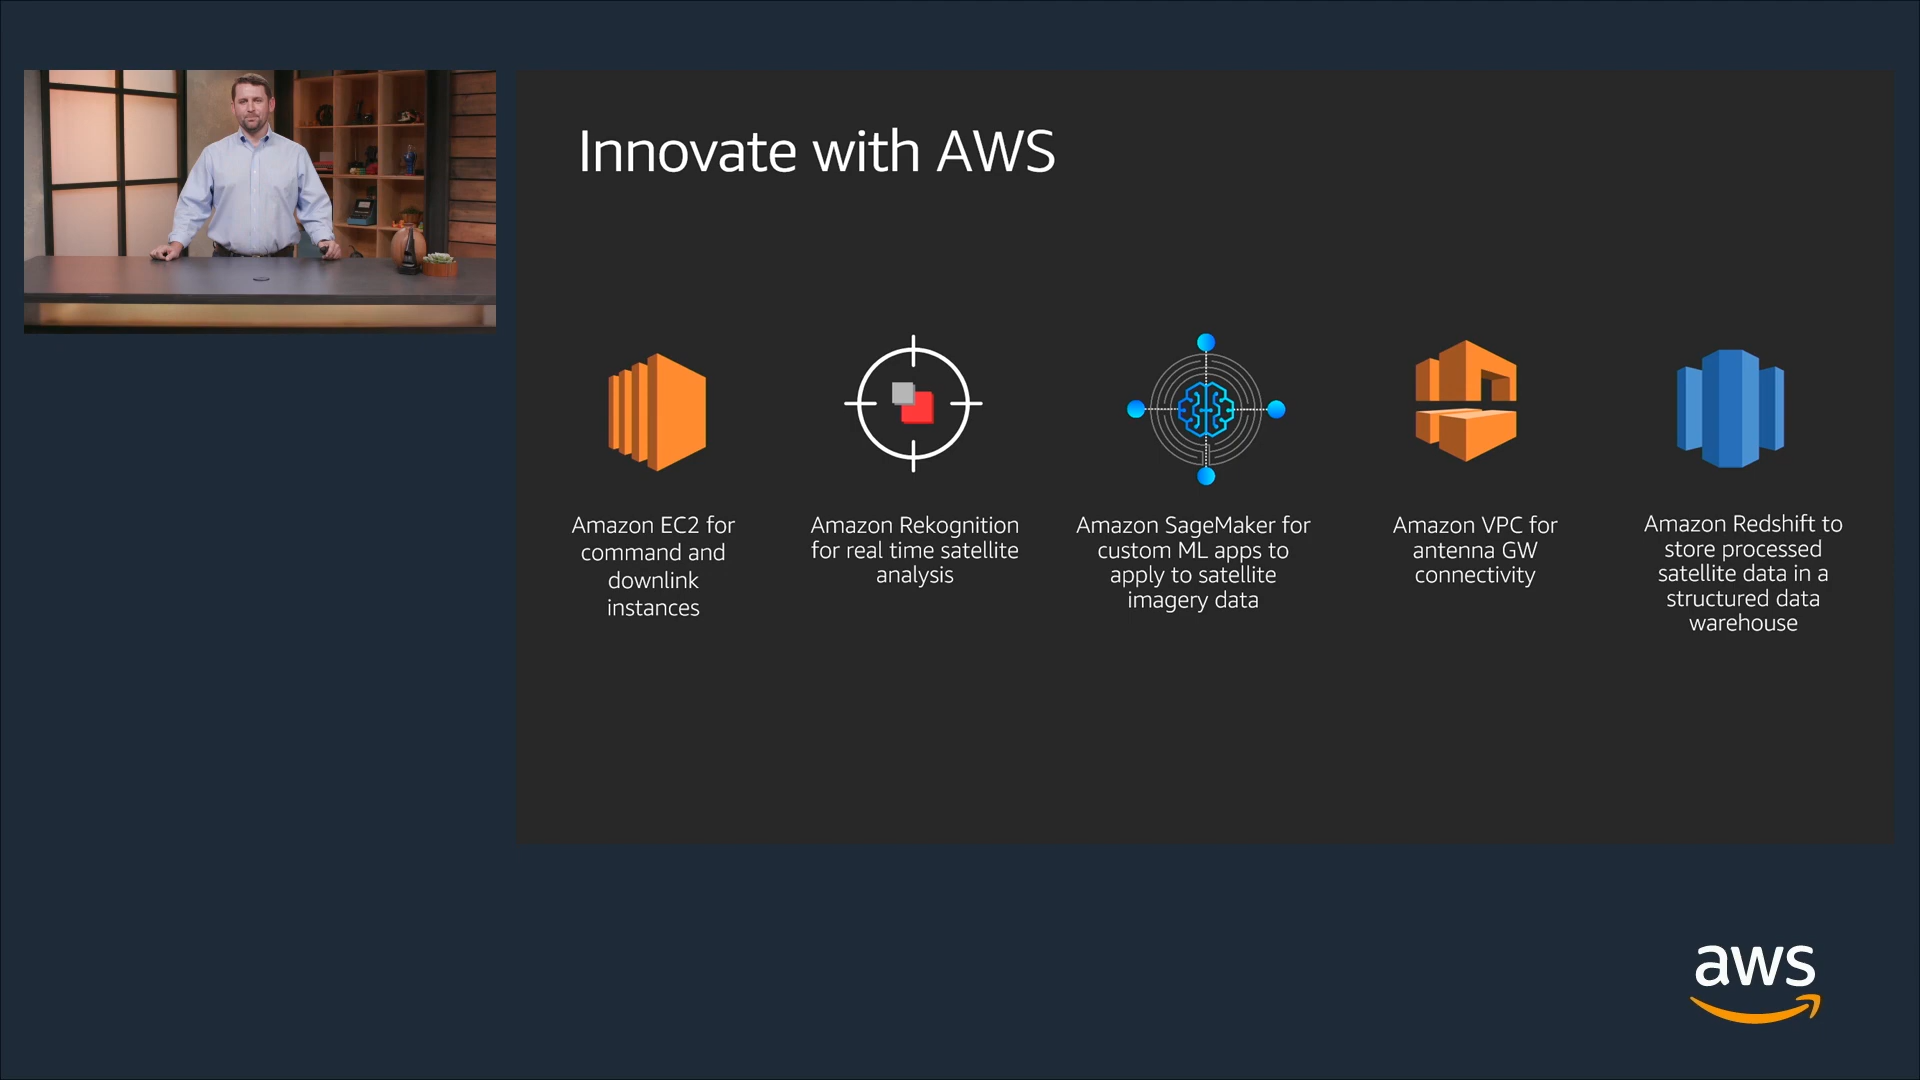 Innovate with AWS
Amazon EC2 for
command and
downlink
instances
Amazon Rekognition
for real time satellite
analysis
Amazon SageMaker for
custom ML apps to
apply to satellite
imagery data
Amazon VPC for
antenna GW
connectivity
Amazon Redshift to
store processed
satellite data in a
structured data
warehouse
aws